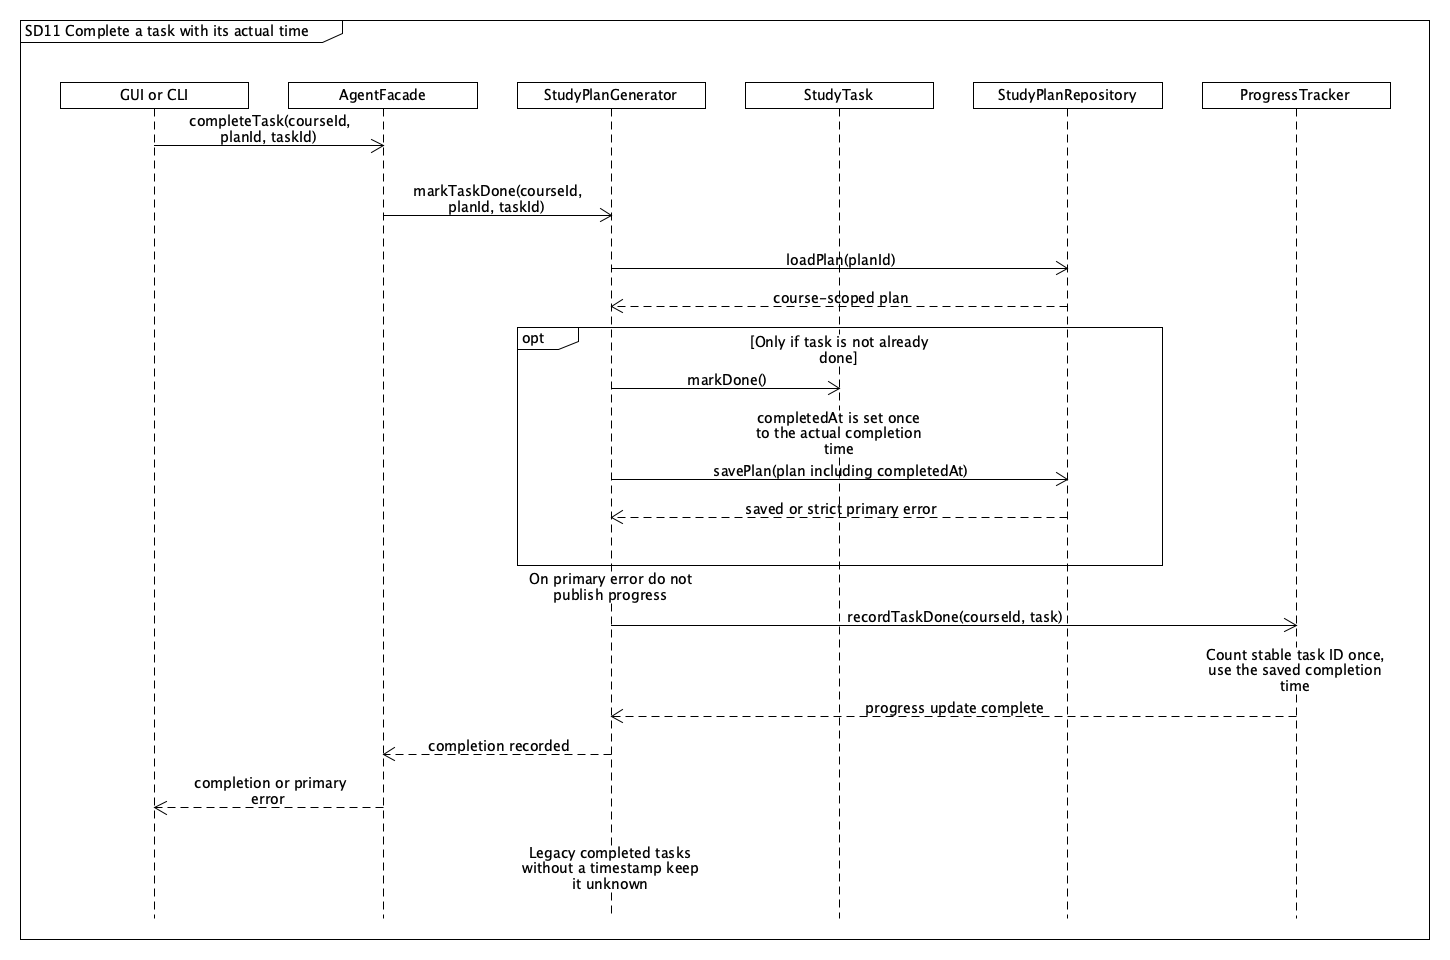 SD11 Complete a task with its actual time
GUI or CLI
AgentFacade
StudyPlanGenerator
StudyTask
StudyPlanRepository
ProgressTracker
completeTask(courseId,
planId, taskId)
markTaskDone(courseId,
planId, taskId)
loadPlan(planId)
course-scoped plan
opt
[Only if task is not already
done]
markDone()
completedAt is set once
to the actual completion
time
savePlan(plan including completedAt)
saved or strict primary error
On primary error do not
publish progress
recordTaskDone(courseId, task)
Count stable task ID once,
use the saved completion
time
progress update complete
completion recorded
completion or primary
error
Legacy completed tasks
without a timestamp keep
it unknown